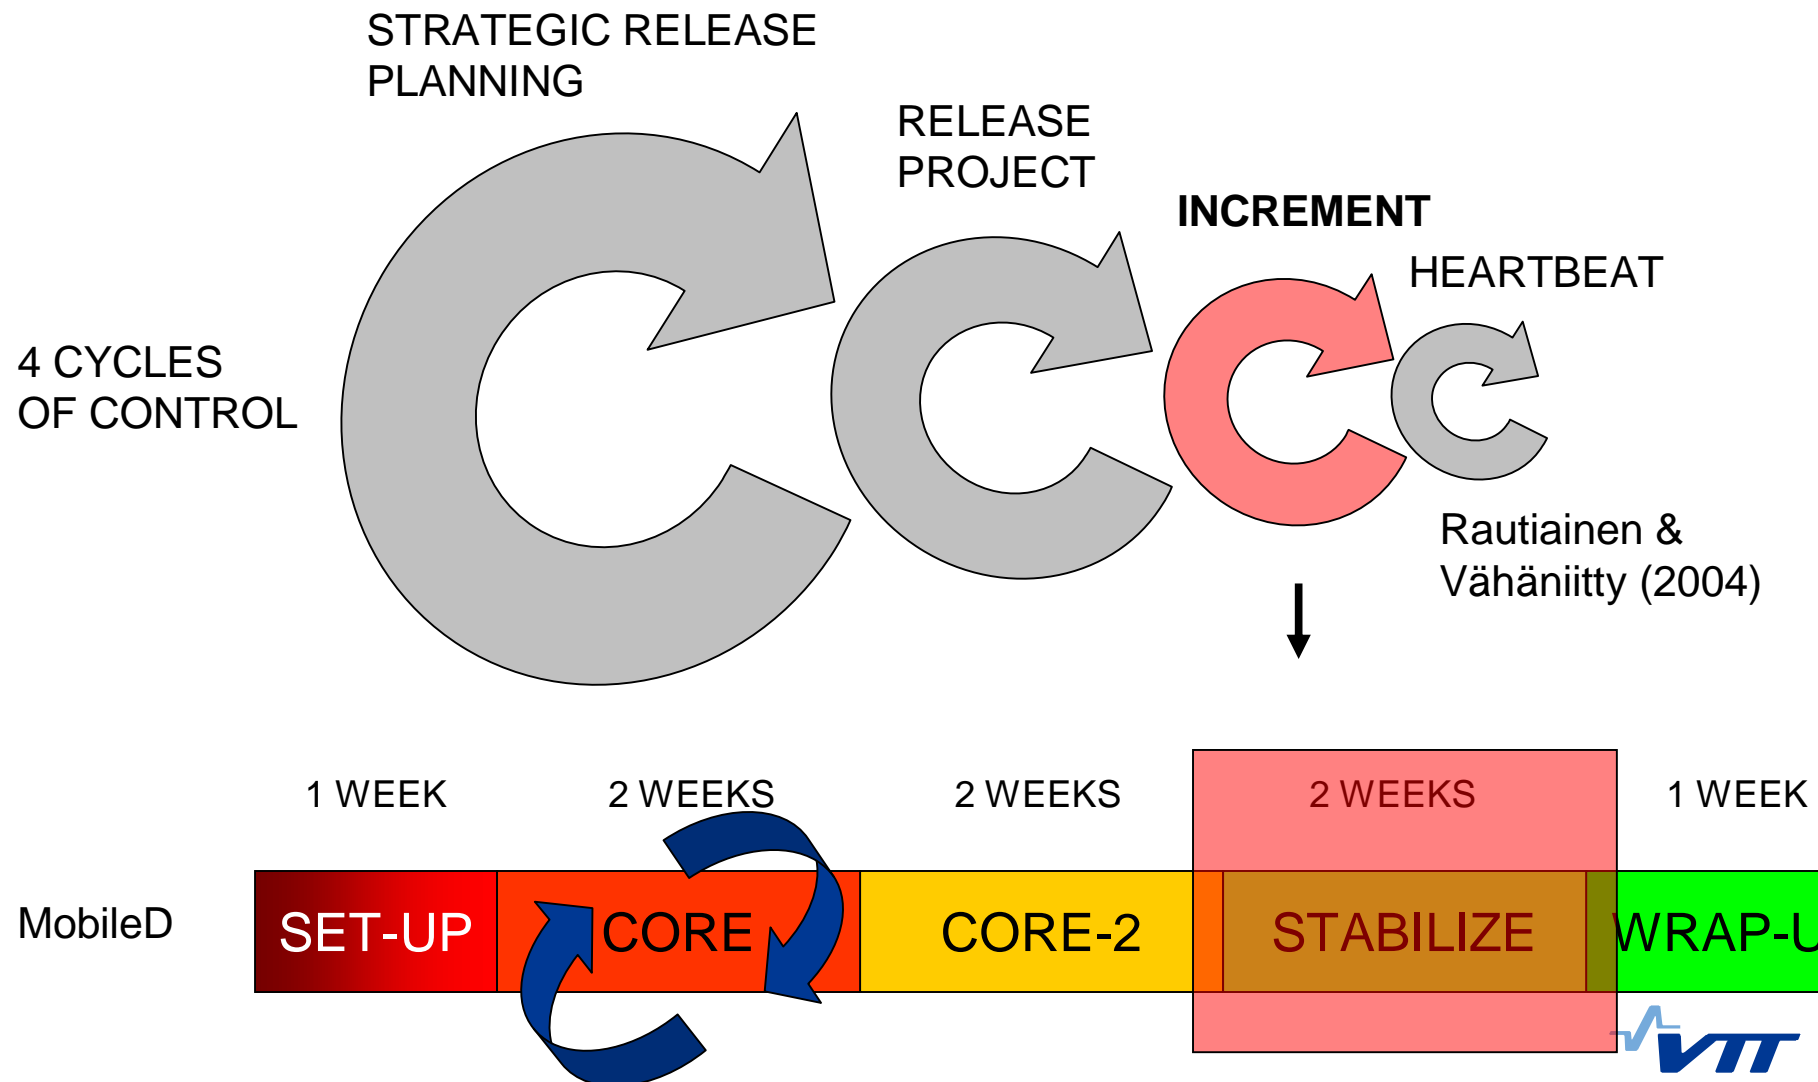 STRATEGIC RELEASE
PLANNING
RELEASE
PROJECT
INCREMENT
HEARTBEAT
4 CYCLES
OF CONTROL
Rautiainen &
Vähäniitty (2004)
1 WEEK
2 WEEKS
2 WEEKS
2 WEEKS
1 WEEK
MobileD
SET-UP
CORE
CORE-2
STABILIZE
WRAP-U
VTT